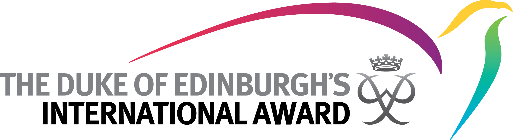 THE DUKE OF EDINBURGH'S
INTERNATIONAL AWARD